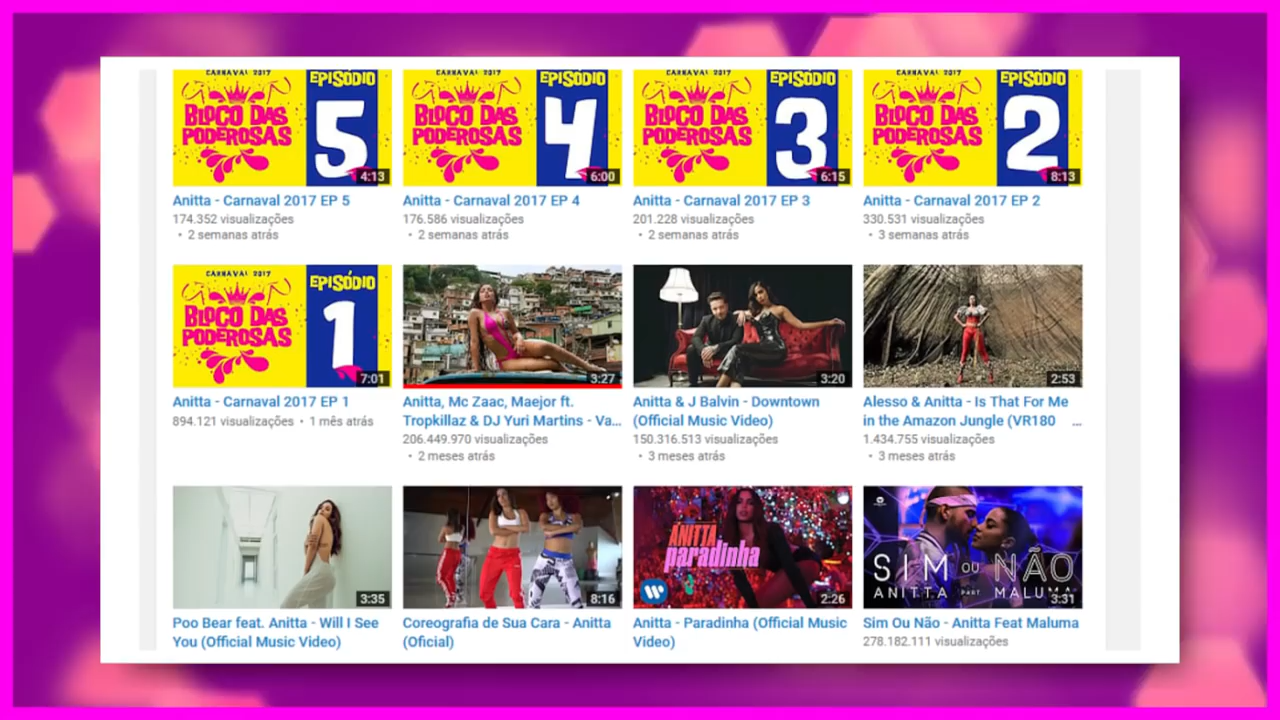 CARNAVAL 2017
EPISÓDIO
BLOCO DAS
PODEROSAS
5
4:13
CARNAVAL 2017
EPISÓDIO
BLOCO DAS
PODEROSAS
4
6:00
CARNAVAL 2017
EPISÓDIO
BLOCO DAS
PODEROSAS
3
6:15
CARNAVAL 2017
EPISÓDIO
BLOCO DAS
PODEROSAS
2
8:13
Anitta - Carnaval 2017 EP 5
174.352 visualizações
• 2 semanas atrás
Anitta - Carnaval 2017 EP 4
176.586 visualizações
• 2 semanas atrás
Anitta - Carnaval 2017 EP 3
201.228 visualizações
• 2 semanas atrás
Anitta - Carnaval 2017 EP 2
330.531 visualizações
• 3 semanas atrás
CARNAVAL 2017
EPISÓDIO
BLOCO DAS
PODEROSAS
1
7:01
3:27
3:20
2:53
Anitta - Carnaval 2017 EP 1
894.121 visualizações • 1 mês atrás
Anitta, Mc Zaac, Maejor ft.
Tropkillaz & DJ Yuri Martins - Va...
206.449.970 visualizações
• 2 meses atrás
Anitta & J Balvin - Downtown
(Official Music Video)
150.316.513 visualizações
• 3 meses atrás
Alesso & Anitta - Is That For Me
in the Amazon Jungle (VR180 ...
1.434.755 visualizações
• 3 meses atrás
3:35
8:16
ANITTA
paradinha
2:26
SIM OU NÃO
ANITTA PART MALUMA
3:31
Poo Bear feat. Anitta - Will I See
You (Official Music Video)
Coreografia de Sua Cara - Anitta
(Oficial)
Anitta - Paradinha (Official Music
Video)
Sim Ou Não - Anitta Feat Maluma
278.182.111 visualizações